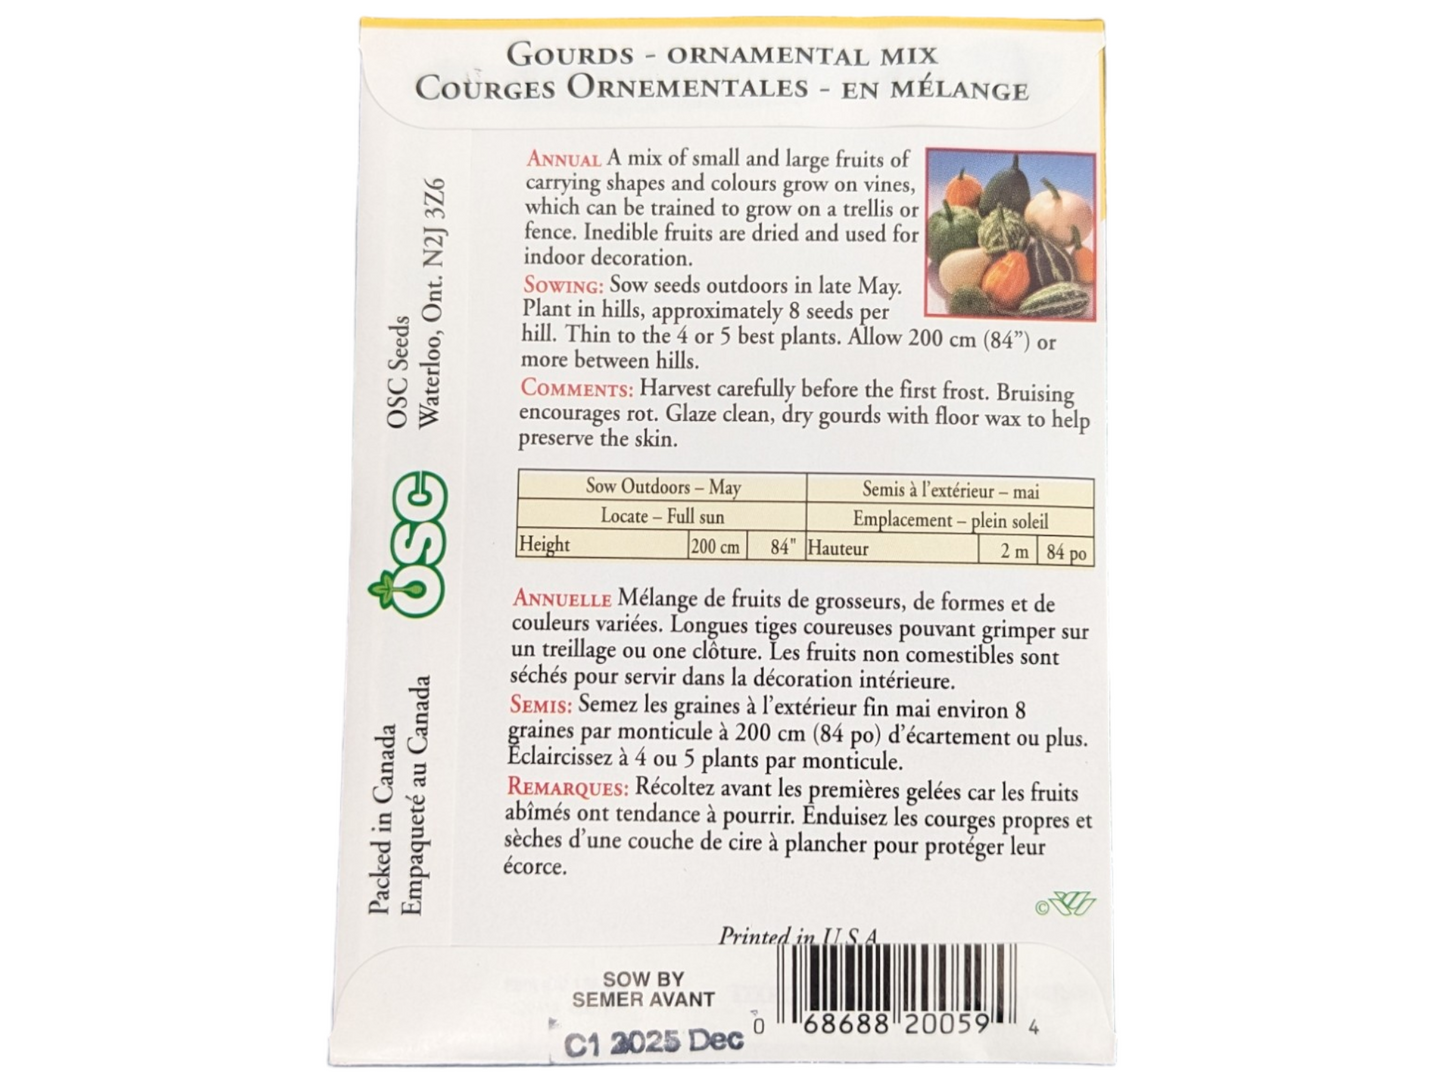 GOURDS - ORNAMENTAL MIX
COURGES ORNEMENTALES - EN MÉLANGE
ANNUAL A mix of small and large fruits of
carrying shapes and colours grow on vines,
which can be trained to grow on a trellis or
fence. Inedible fruits are dried and used for
indoor decoration.
SOWING: Sow seeds outdoors in late May.
Plant in hills, approximately 8 seeds per
hill. Thin to the 4 or 5 best plants. Allow 200 cm (84”) or
more between hills.
COMMENTS: Harvest carefully before the first frost. Bruising
encourages rot. Glaze clean, dry gourds with floor wax to help
preserve the skin.
Sow Outdoors – May Semis à l’extérieur – mai
Locate – Full sun Emplacement – plein soleil
Height 200 cm 84" Hauteur 2 m 84 po
ANNUELLE Mélange de fruits de grosseurs, de formes et de
couleurs variées. Longues tiges coureuses pouvant grimper sur
un treillage ou one clôture. Les fruits non comestibles sont
séchés pour servir dans la décoration intérieure.
SEMIS: Semez les graines à l’extérieur fin mai environ 8
graines par monticule à 200 cm (84 po) d’écartement ou plus.
Éclaircissez à 4 ou 5 plants par monticule.
REMARQUES: Récoltez avant les premières gelées car les fruits
abîmés ont tendance à pourrir. Enduisez les courges propres et
sèches d’une couche de cire à plancher pour protéger leur
écorce.
©
Printed in U.S.A.
OSC Seeds
Waterloo, Ont. N2J 3Z6
OSC
Packed in Canada
Empaqueté au Canada
SOW BY
SEMER AVANT
C1 2025 Dec
0 68688 20059 4